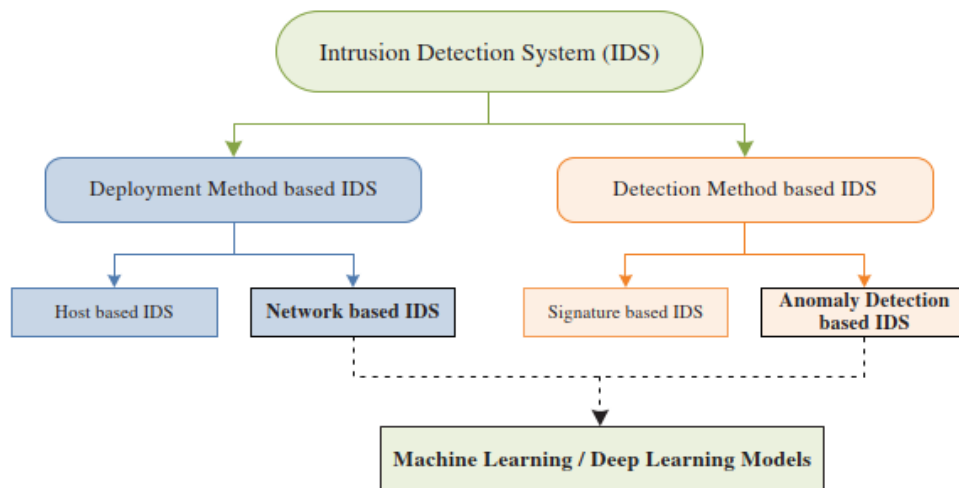 Intrusion Detection System (IDS)
Deployment Method based IDS
Detection Method based IDS
Host based IDS
Network based IDS
Signature based IDS
Anomaly Detection
based IDS
Machine Learning / Deep Learning Models